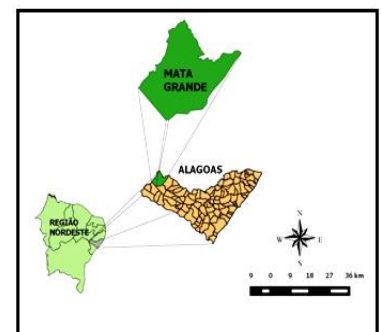 MATA
GRANDE
ALAGOAS
REGIÃO
NORDESTE
N
W E
S
9 0 9 18 27 36 km